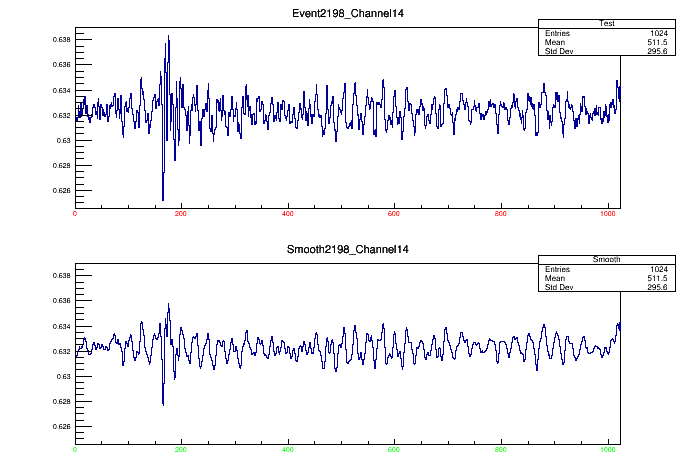 Event2198_Channel14
Test
Entries 1024
Mean 511.5
Std Dev 295.6
0.638
0.636
0.634
0.632
0.63
0.628
0.626
0 200 400 600 800 1000
Smooth2198_Channel14
Smooth
Entries 1024
Mean 511.5
Std Dev 295.6
0.638
0.636
0.634
0.632
0.63
0.628
0.626
0 200 400 600 800 1000